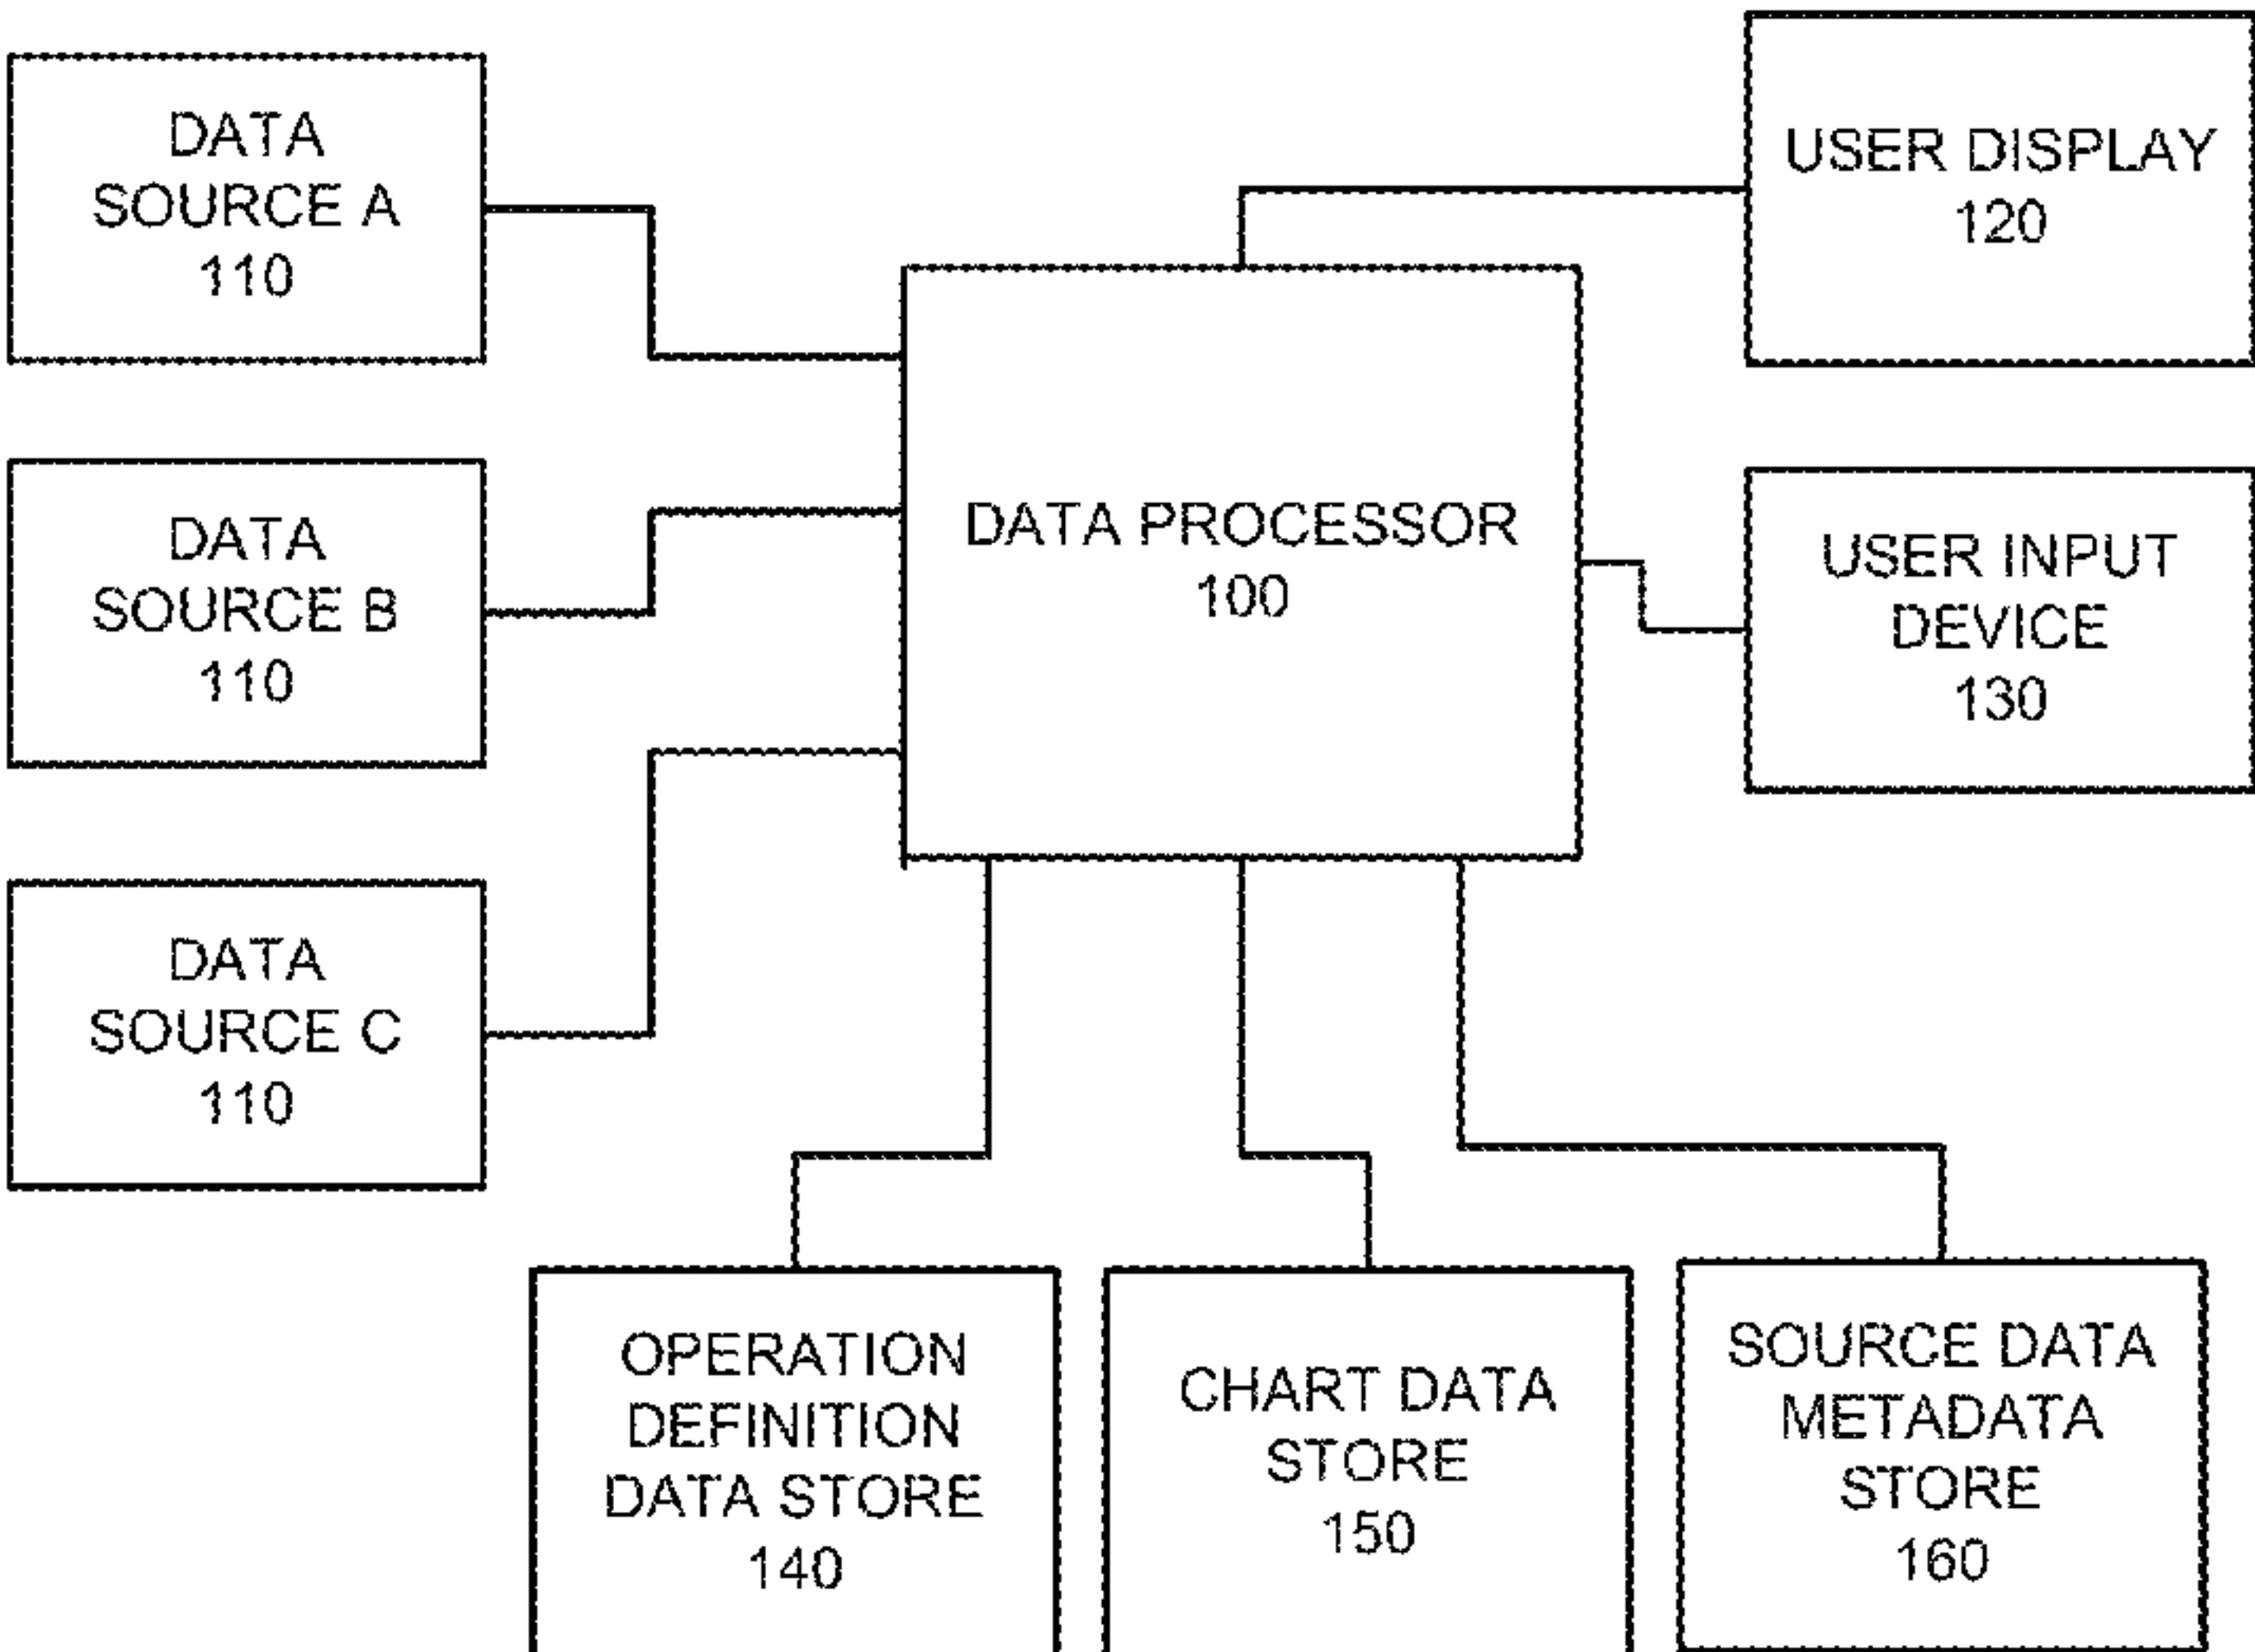 DATA
SOURCE A
110
USER DISPLAY
120
DATA
SOURCE B
110
DATA PROCESSOR
100
USER INPUT
DEVICE
130
DATA
SOURCE C
110
OPERATION
DEFINITION
DATA STORE
140
CHART DATA
STORE
150
SOURCE DATA
METADATA
STORE
160